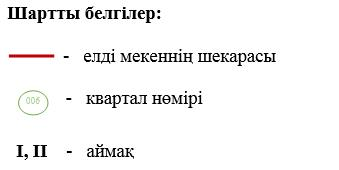 Шартты белгілер:
- елді мекеннің шекарасы
006 - квартал нөмірі
I, II - аймақ